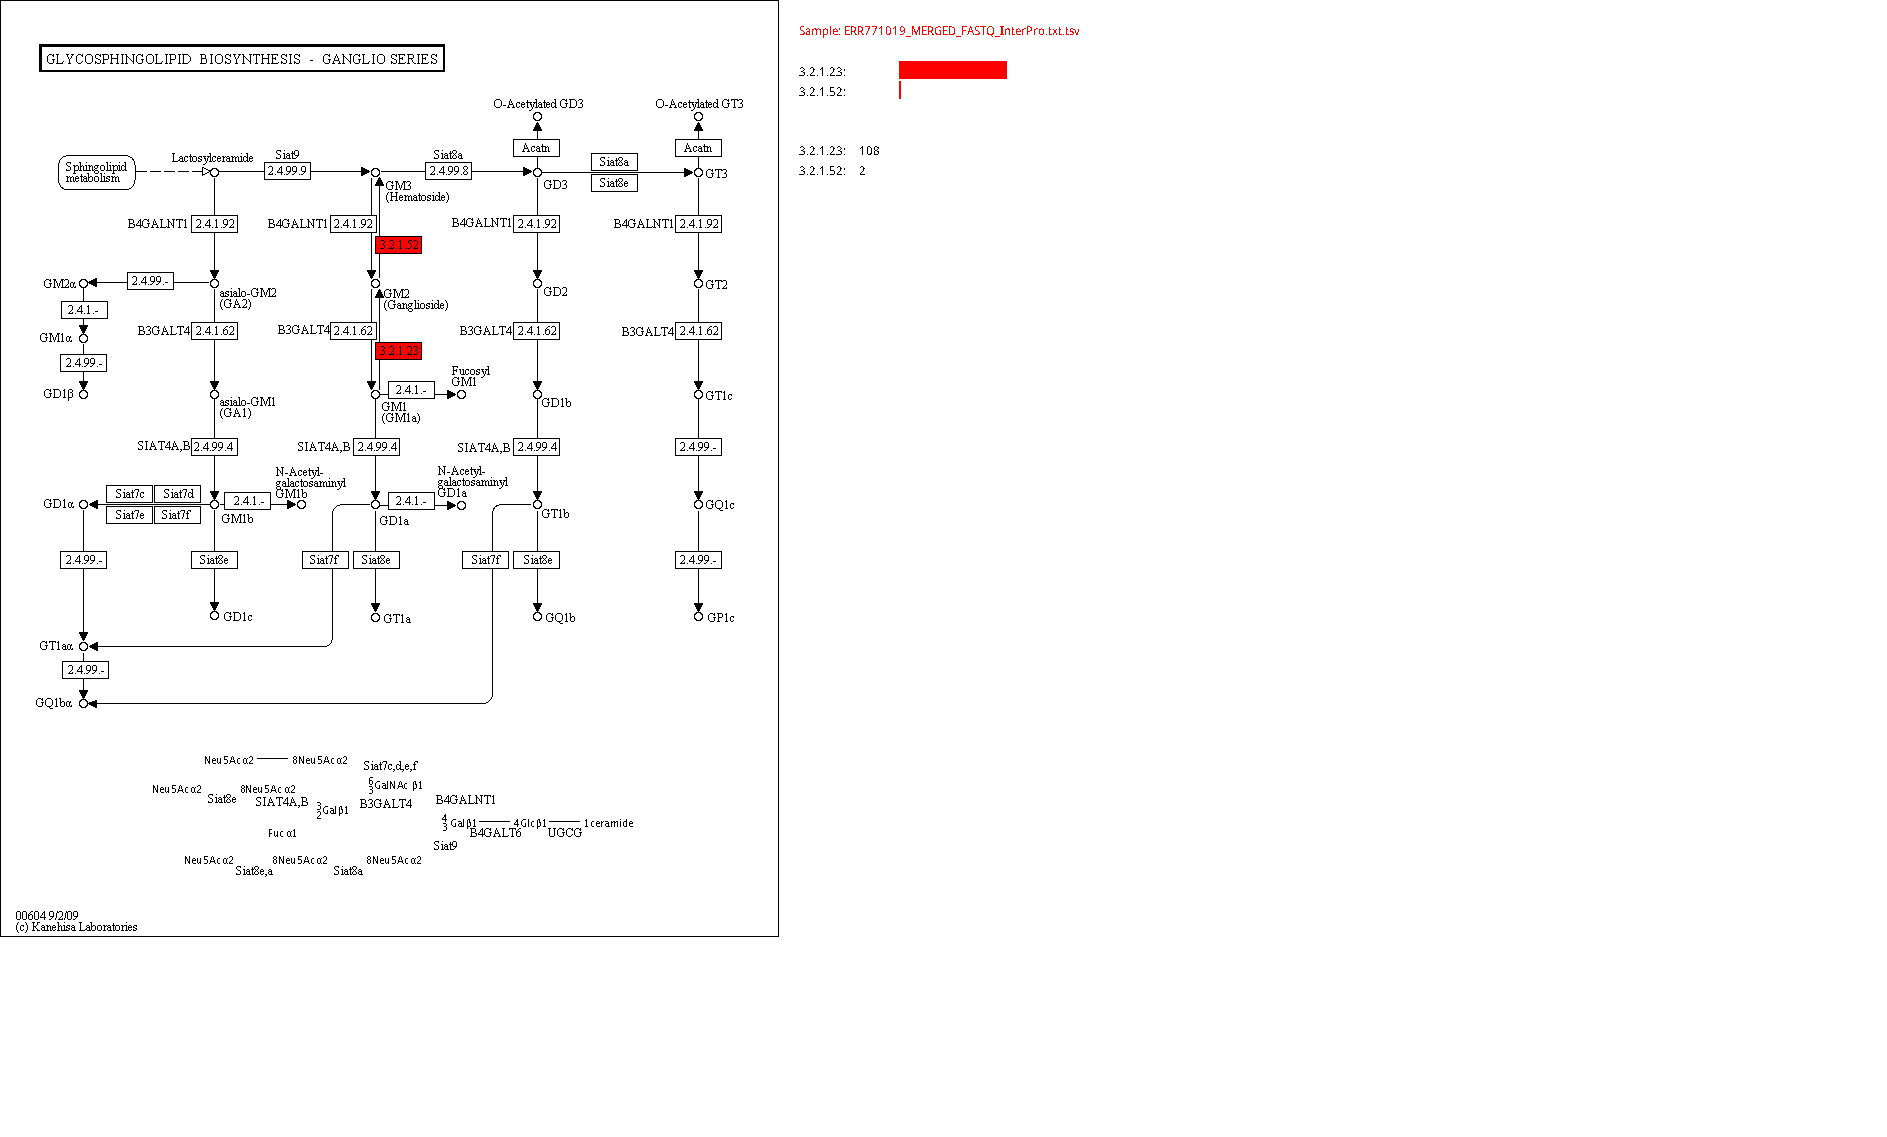 GLYCOSPHINGOLIPID BIOSYNTHESIS - GANGLIO SERIES
Sample: ERR771019_MERGED_FASTQ_InterPro.txt.tsv
3.2.1.23:
3.2.1.52:
3.2.1.23: 108
3.2.1.52: 2
O-Acetylated GD3
O-Acetylated GT3
Acatn
Acatn
Sphingolipid
metabolism
Lactosylceramide
Siat9
2.4.99.9
Siat8a
2.4.99.8
Siat8a
Siat8e
GM3
(Hematoside)
GD3
GT3
B4GALNT1
2.4.1.92
B4GALNT1
2.4.1.92
B4GALNT1
2.4.1.92
B4GALNT1
2.4.1.92
3.2.1.52
GM2α
2.4.99.-
asialo-GM2
(GA2)
GM2
(Ganglioside)
GD2
GT2
2.4.1.-
B3GALT4
2.4.1.62
B3GALT4
2.4.1.62
B3GALT4
2.4.1.62
B3GALT4
2.4.1.62
GM1α
3.2.1.23
2.4.99.-
Fucosyl
GM1
GD1β
asialo-GM1
(GA1)
2.4.1.-
GM1
(GM1a)
GD1b
GT1c
SIAT4A,B
2.4.99.4
SIAT4A,B
2.4.99.4
SIAT4A,B
2.4.99.4
2.4.99.-
N-Acetyl-
galactosaminyl
GM1b
N-Acetyl-
galactosaminyl
GD1a
GD1α
Siat7c
Siat7d
Siat7e
Siat7f
2.4.1.-
GM1b
2.4.1.-
GD1a
GT1b
GQ1c
2.4.99.-
Siat8e
Siat7f
Siat8e
Siat7f
Siat8e
2.4.99.-
GD1c
GT1a
GQ1b
GP1c
GT1aα
2.4.99.-
GQ1bα
Neu5Acα2 8Neu5Acα2
Siat7c,d,e,f
6
3 GalNAc β1
Neu5Acα2 8Neu5Acα2
Siat8e
SIAT4A,B
3
2 Galβ1
B3GALT4
B4GALNT1
4
3 Galβ1 4Glcβ1 1ceramide
B4GALT6 UGCG
Fuc α1
Siat9
Neu5Acα2 8Neu5Acα2 8Neu5Acα2
Siat8e,a Siat8a
00604 9/2/09
(c) Kanehisa Laboratories